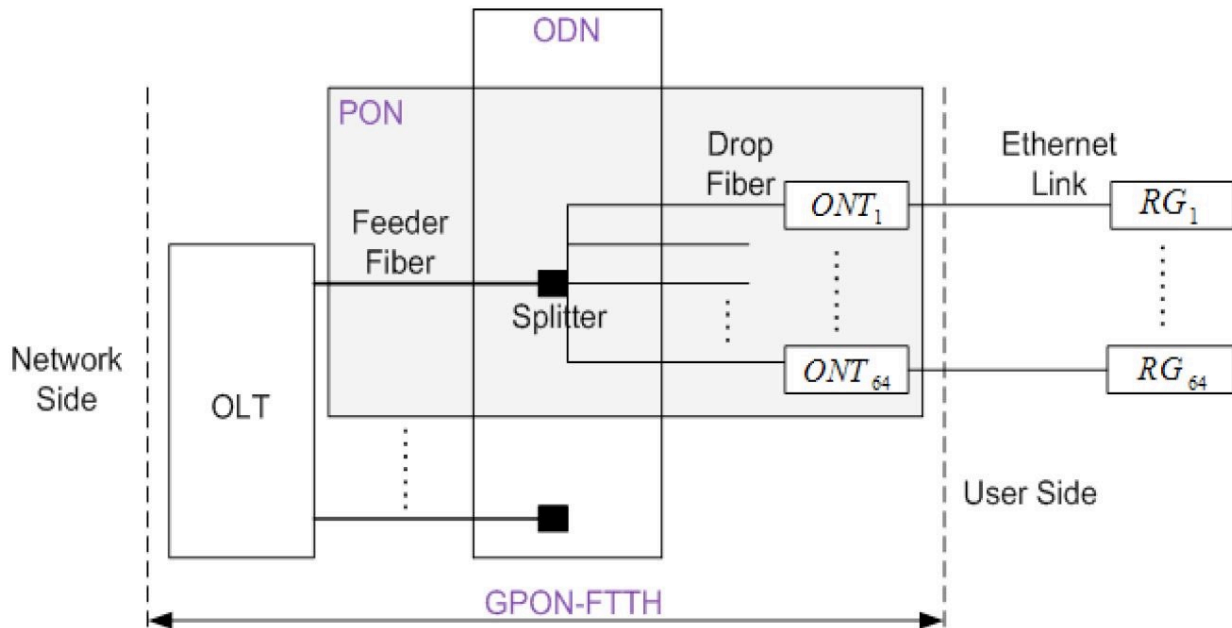 ODN
PON
Drop
Fiber
Ethernet
Link
ONT1
RG1
Feeder
Fiber
Splitter
Network
Side
OLT
ONT64
RG64
User Side
GPON-FTTH